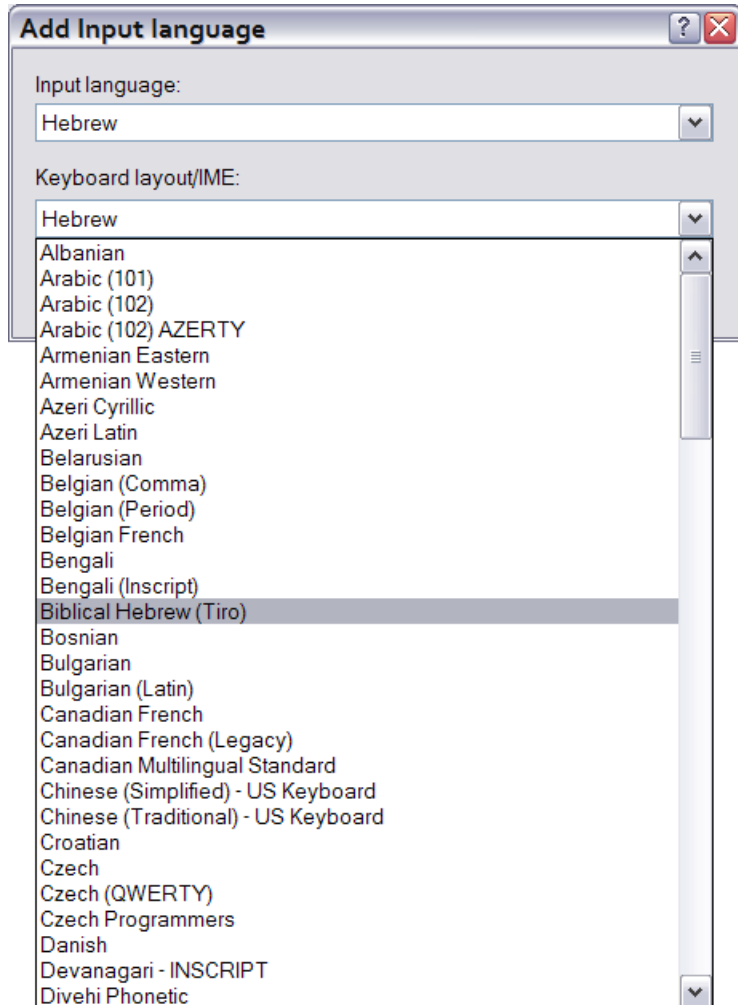 Add Input language
Input language:
Hebrew
Keyboard layout/IME:
Hebrew
Albanian
Arabic (101)
Arabic (102)
Arabic (102) AZERTY
Armenian Eastern
Armenian Western
Azeri Cyrillic
Azeri Latin
Belarusian
Belgian (Comma)
Belgian (Period)
Belgian French
Bengali
Bengali (Inscript)
Biblical Hebrew (Tiro)
Bosnian
Bulgarian
Bulgarian (Latin)
Canadian French
Canadian French (Legacy)
Canadian Multilingual Standard
Chinese (Simplified) - US Keyboard
Chinese (Traditional) - US Keyboard
Croatian
Czech
Czech (QWERTY)
Czech Programmers
Danish
Devanagari - INSCRIPT
Divehi Phonetic